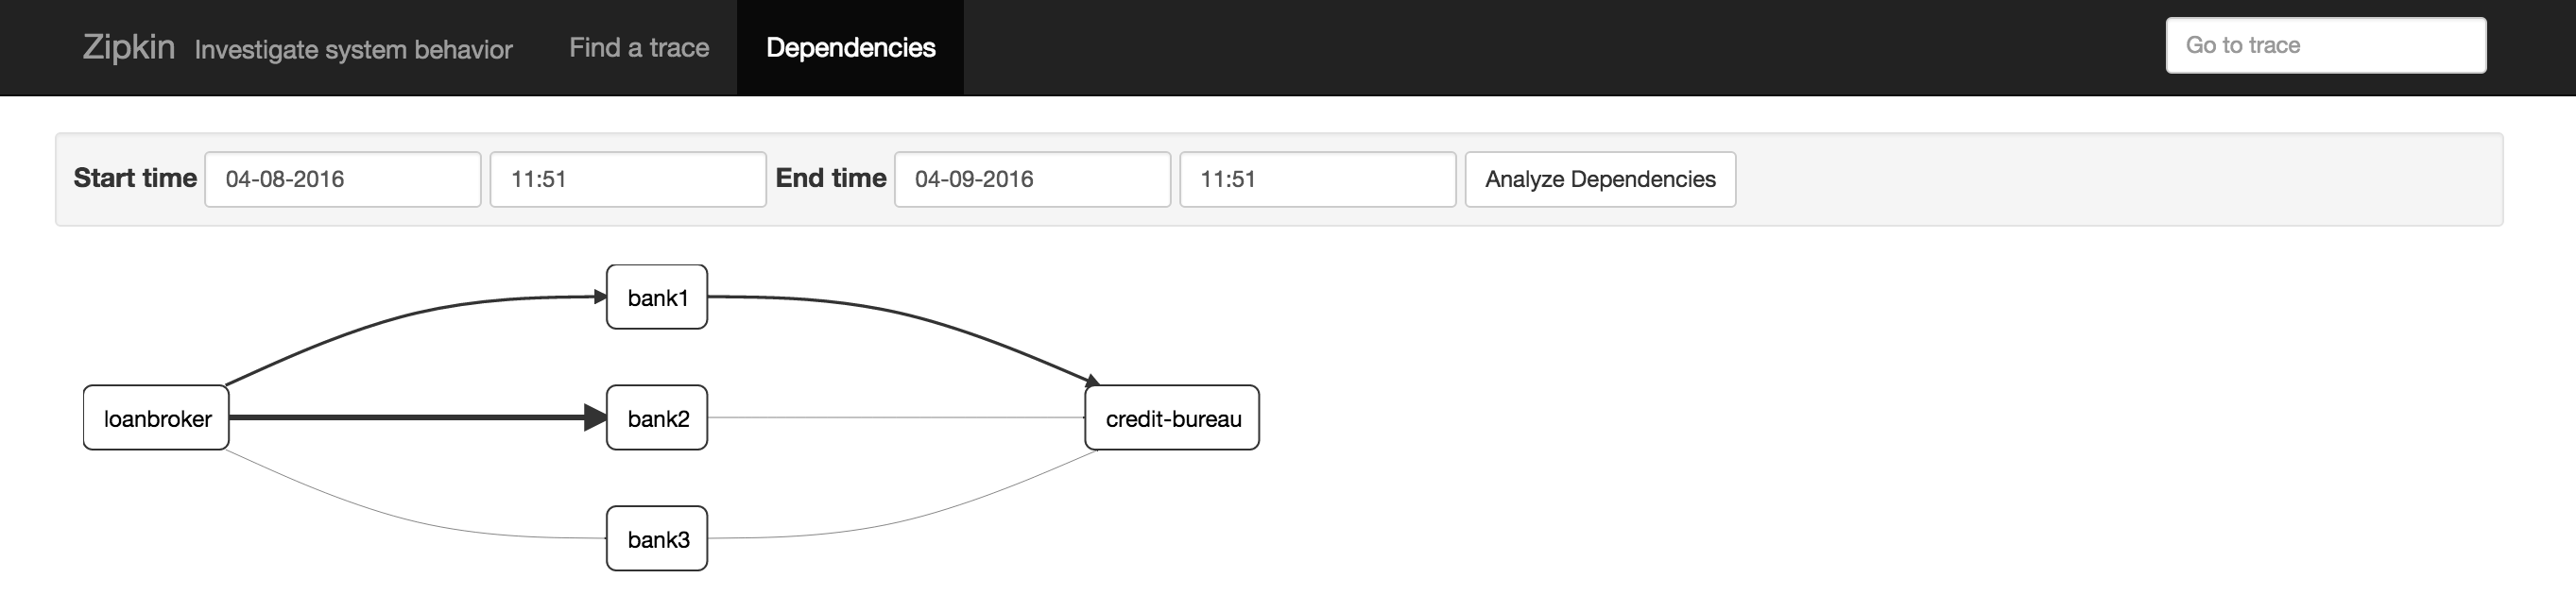 Zipkin Investigate system behavior Find a trace Dependencies Go to trace
Start time 04-08-2016 11:51 End time 04-09-2016 11:51 Analyze Dependencies
bank1
loanbroker bank2 credit-bureau
bank3